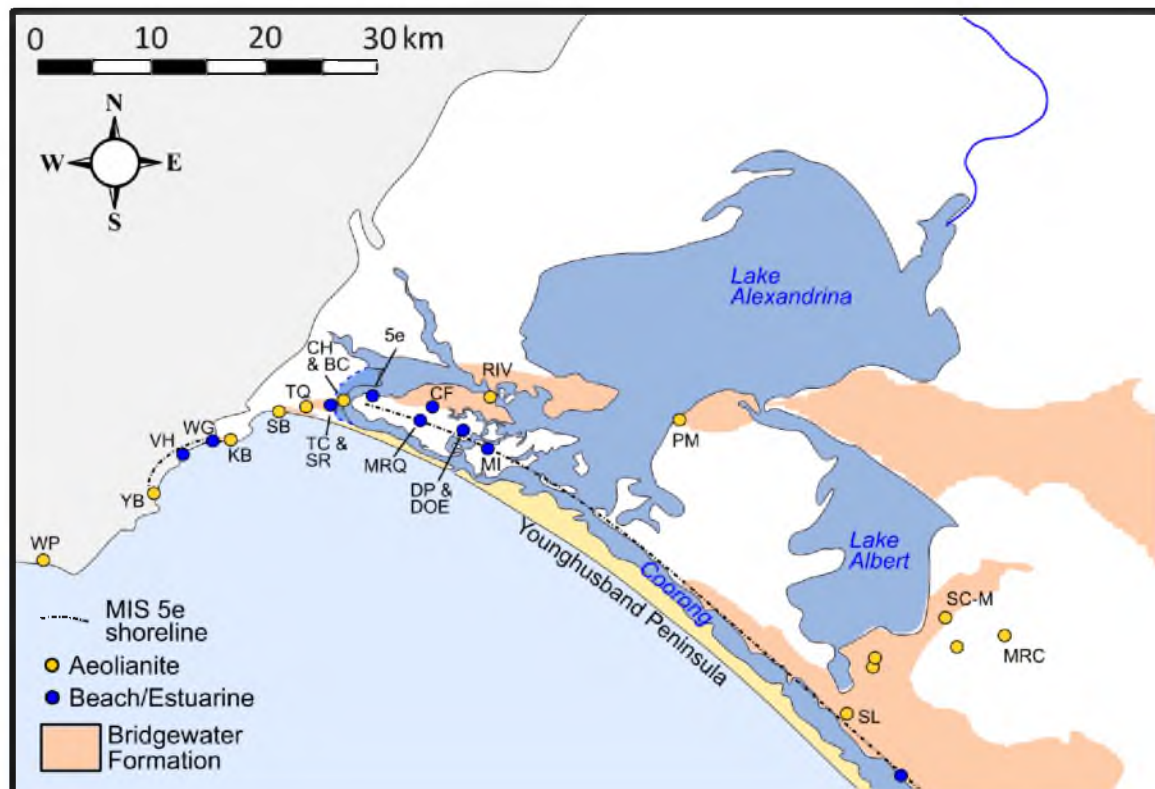 0 10 20 30 km
N
W E
S
Lake
Alexandrina
5e
CH
& BC
RIV
TQ
CF
SB
WG
KB
VH
TC &
SR
MRQ
MI
DP &
DOE
PM
YB
WP
Younghusband Peninsula
Coorong
Lake
Albert
SC-M
MRC
SL
MIS 5e
shoreline
Aeolianite
Beach/Estuarine
Bridgewater
Formation